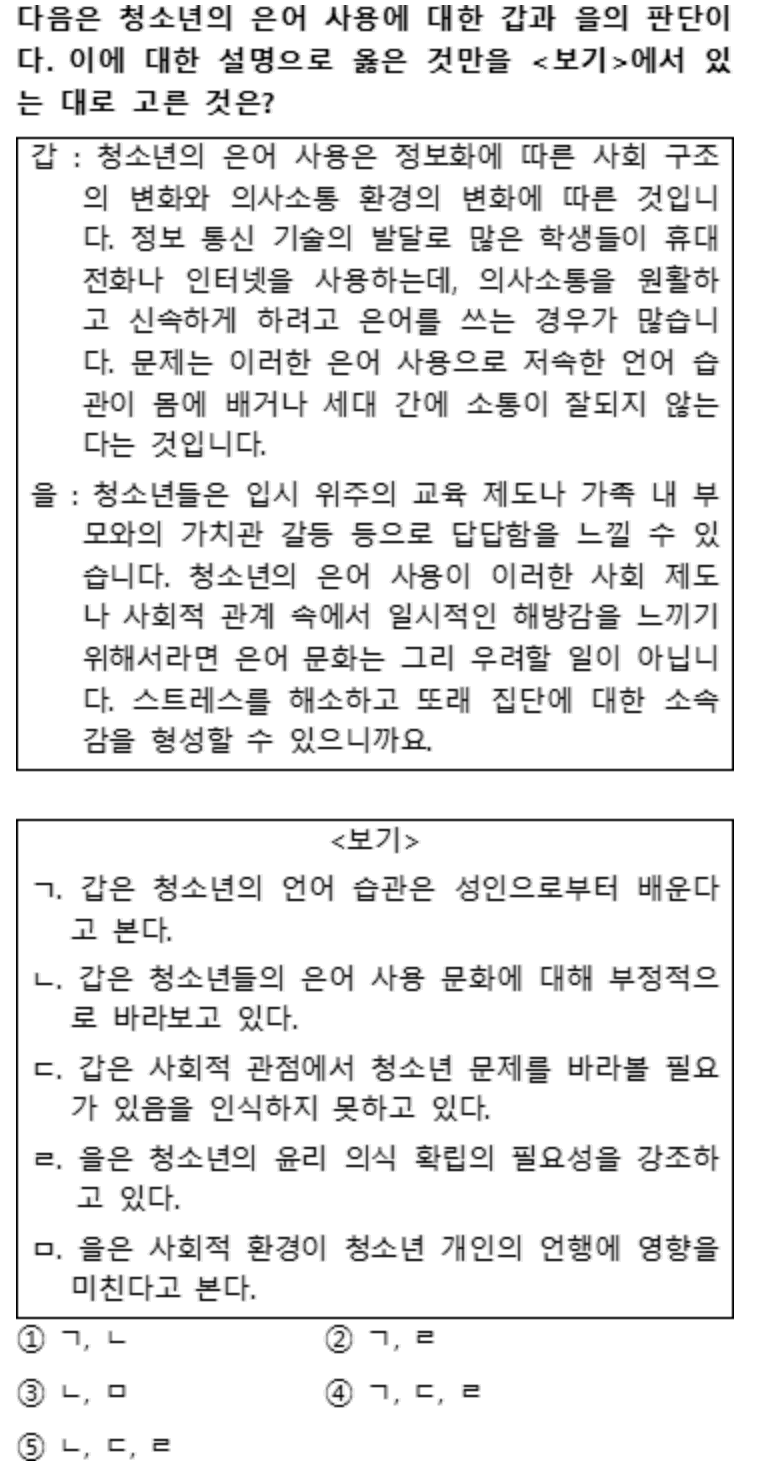 다음은 청소년의 은어 사용에 대한 갑과 을의 판단이
다. 이에 대한 설명으로 옳은 것만을 <보기>에서 있
는 대로 고른 것은?
갑 : 청소년의 은어 사용은 정보화에 따른 사회 구조
의 변화와 의사소통 환경의 변화에 따른 것입니
다. 정보 통신 기술의 발달로 많은 학생들이 휴대
전화나 인터넷을 사용하는데, 의사소통을 원활하
고 신속하게 하려고 은어를 쓰는 경우가 많습니
다. 문제는 이러한 은어 사용으로 저속한 언어 습
관이 몸에 배거나 세대 간에 소통이 잘되지 않는
다는 것입니다.
을 : 청소년들은 입시 위주의 교육 제도나 가족 내 부
모와의 가치관 갈등 등으로 답답함을 느낄 수 있
습니다. 청소년의 은어 사용이 이러한 사회 제도
나 사회적 관계 속에서 일시적인 해방감을 느끼기
위해서라면 은어 문화는 그리 우려할 일이 아닙니
다. 스트레스를 해소하고 또래 집단에 대한 소속
감을 형성할 수 있으니까요.
<보기>
ㄱ. 갑은 청소년의 언어 습관은 성인으로부터 배운다
고 본다.
ㄴ. 갑은 청소년들의 은어 사용 문화에 대해 부정적으
로 바라보고 있다.
ㄷ. 갑은 사회적 관점에서 청소년 문제를 바라볼 필요
가 있음을 인식하지 못하고 있다.
ㄹ. 을은 청소년의 윤리 의식 확립의 필요성을 강조하
고 있다.
ㅁ. 을은 사회적 환경이 청소년 개인의 언행에 영향을
미친다고 본다.
① ㄱ, ㄴ ② ㄱ, ㄹ
③ ㄴ, ㅁ ④ ㄱ, ㄷ, ㄹ
⑤ ㄴ, ㄷ, ㄹ